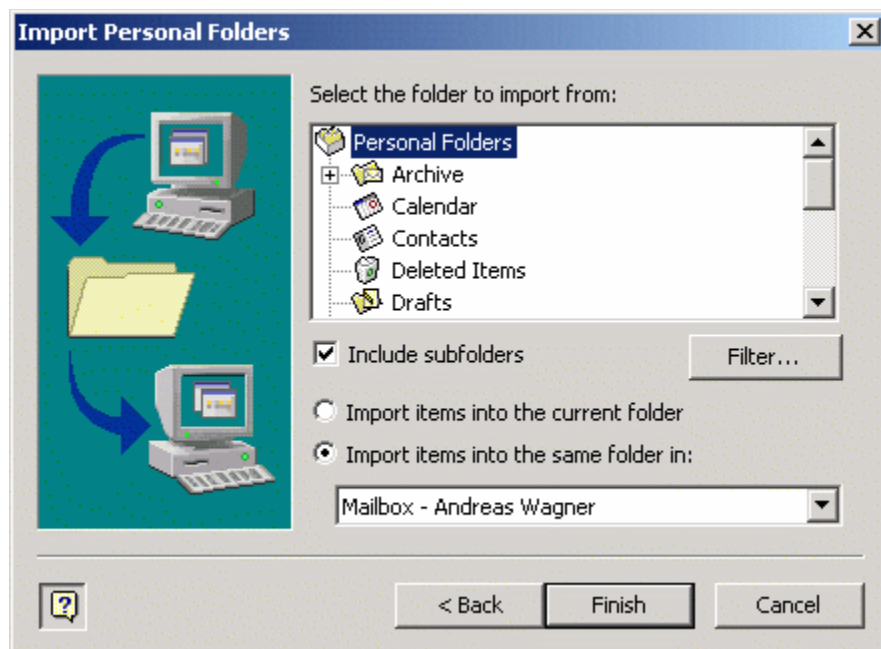 Import Personal Folders
Select the folder to import from:
Personal Folders
Archive
Calendar
Contacts
Deleted Items
Drafts
Include subfolders
Filter...
Import items into the current folder
Import items into the same folder in:
Mailbox - Andreas Wagner
< Back Finish Cancel